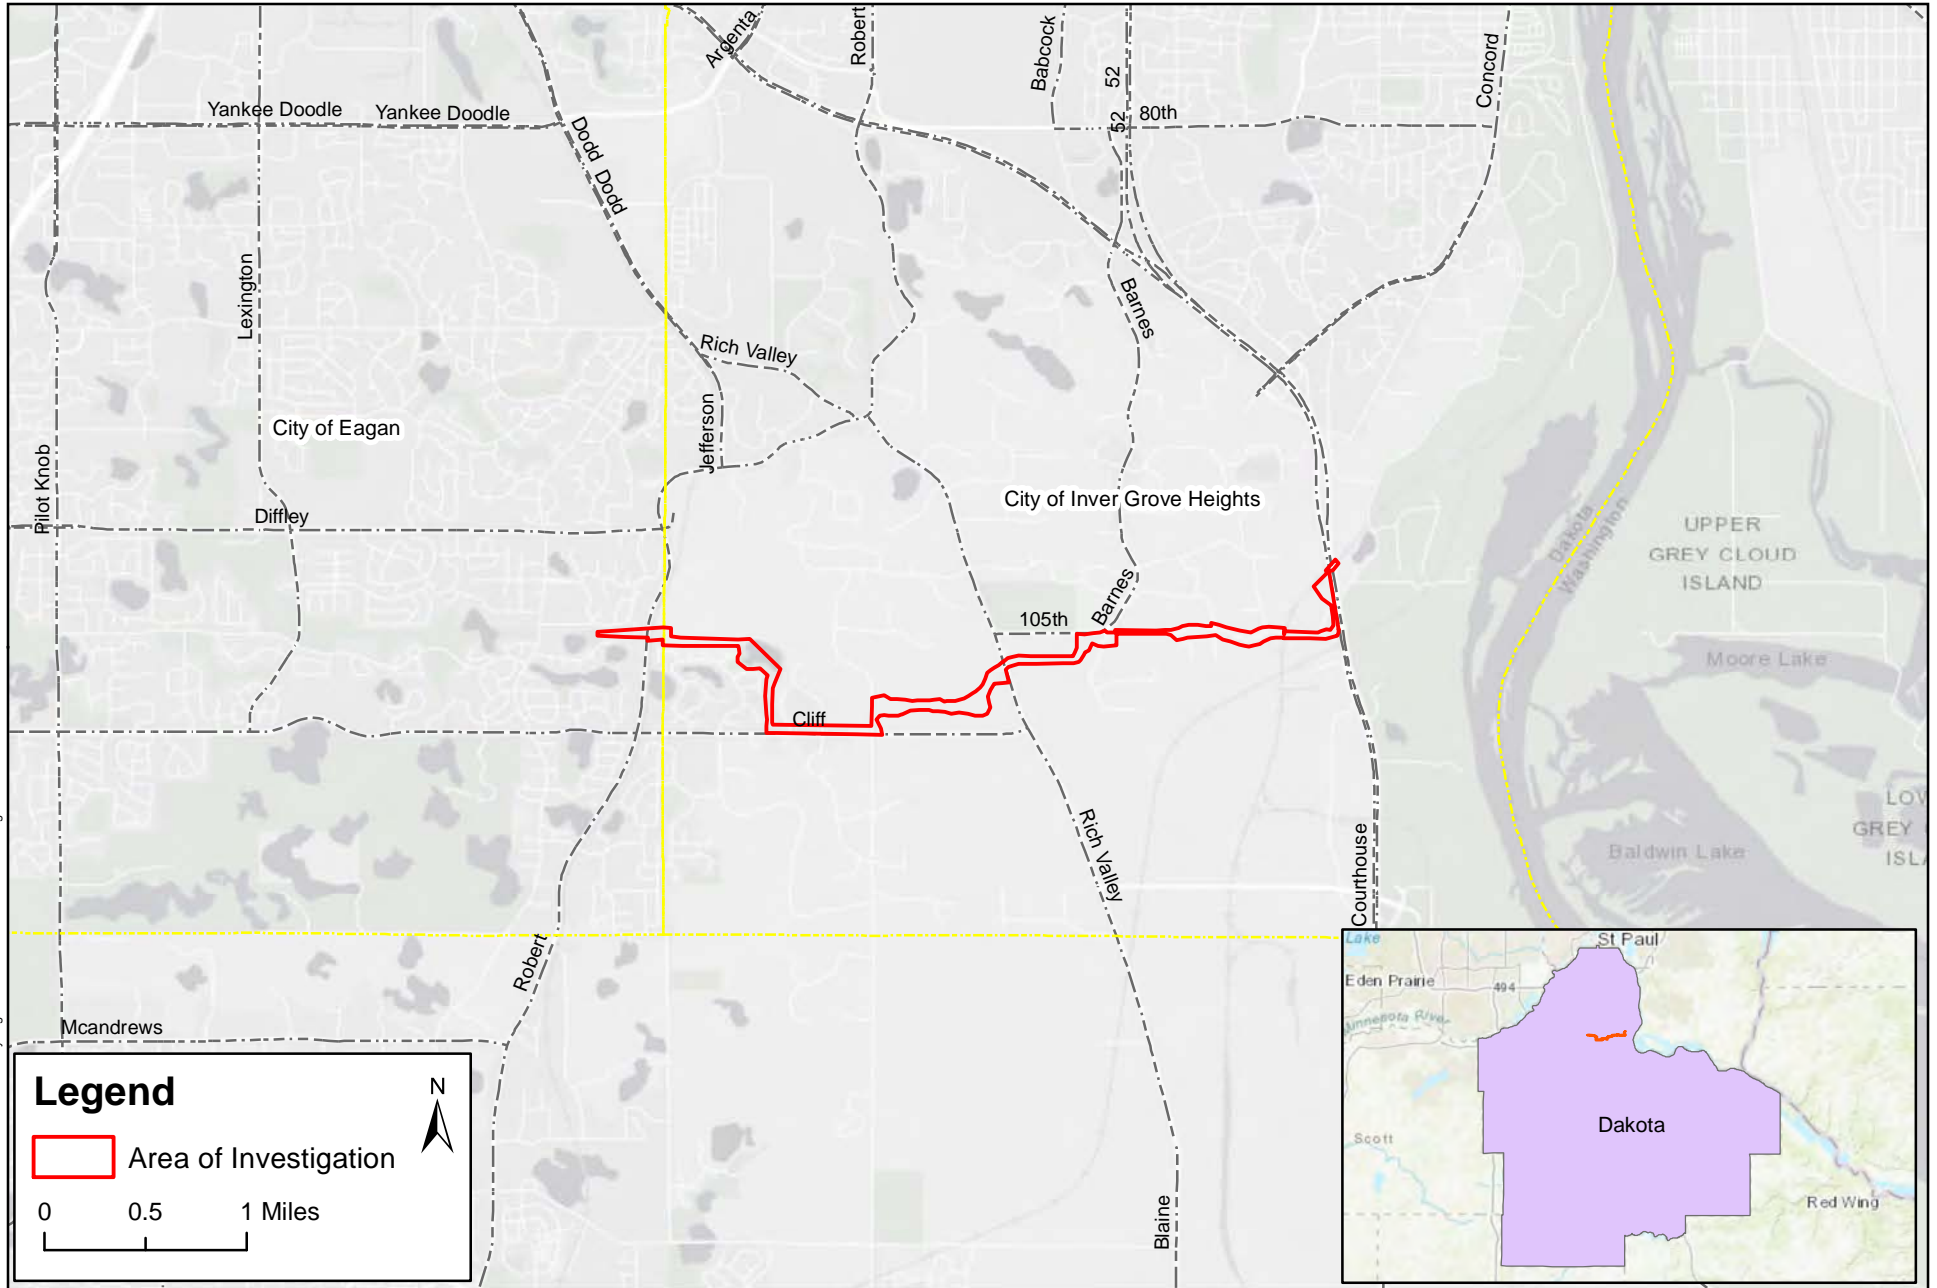 Argenta
Robert
Babcock
52
52
80th
Concord
Yankee Doodle
Yankee Doodle
Dodd
Dodd
Lexington
Barnes
Rich Valley
Jefferson
City of Eagan
Pilot Knob
Diffley
City of Inver Grove Heights
Dakota
Washington
UPPER
GREY CLOUD
ISLAND
105th
Barnes
Moore Lake
Cliff
Rich Valley
Courthouse
Baldwin Lake
LOW
GREY
ISLA
Robert
Mcandrews
Blaine
Legend
N
Area of Investigation
0 0.5 1 Miles
Lake
St Paul
Eden Prairie
494
Minnesota River
Scott
Dakota
Red Wing